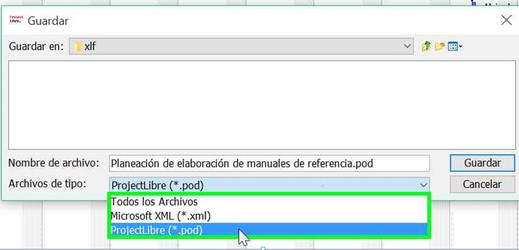 Guardar
Guardar en: xlf
Nombre de archivo: Planeación de elaboración de manuales de referencia.pod Guardar
Archivos de tipo: ProjectLibre (*.pod) Cancelar
Todos los Archivos
Microsoft XML (*.xml)
ProjectLibre (*.pod)